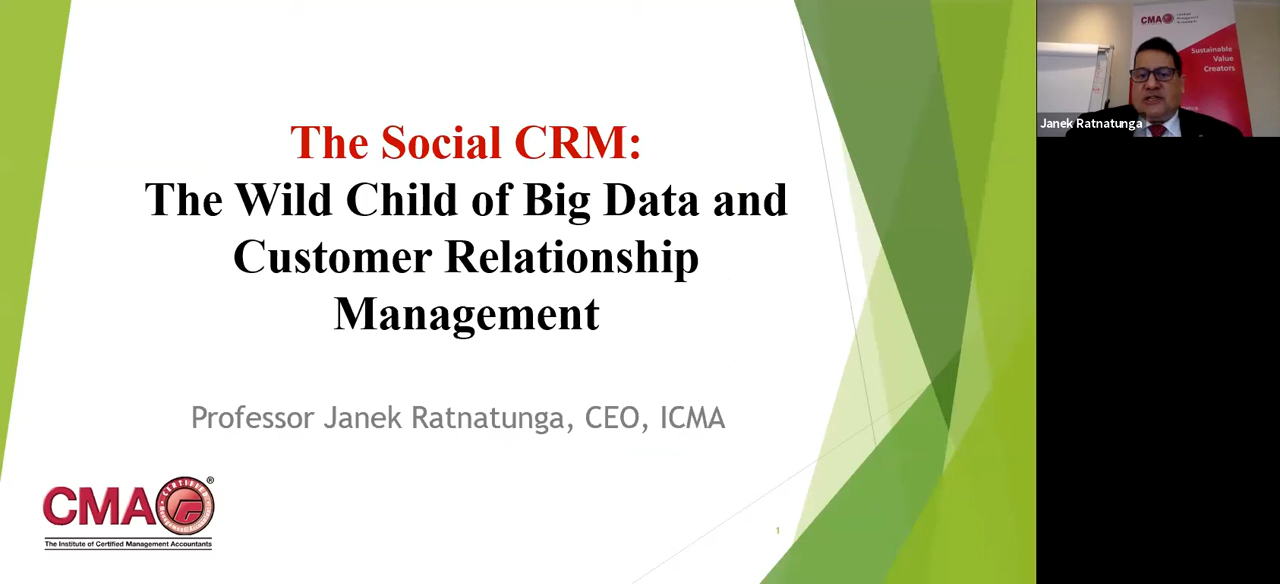 The Social CRM:
The Wild Child of Big Data and
Customer Relationship
Management
Professor Janek Ratnatunga, CEO, ICMA
CMA
®
The Institute of Certified Management Accountants
1
CMA
Sustainable
Value
Creators
Janek Ratnatunga